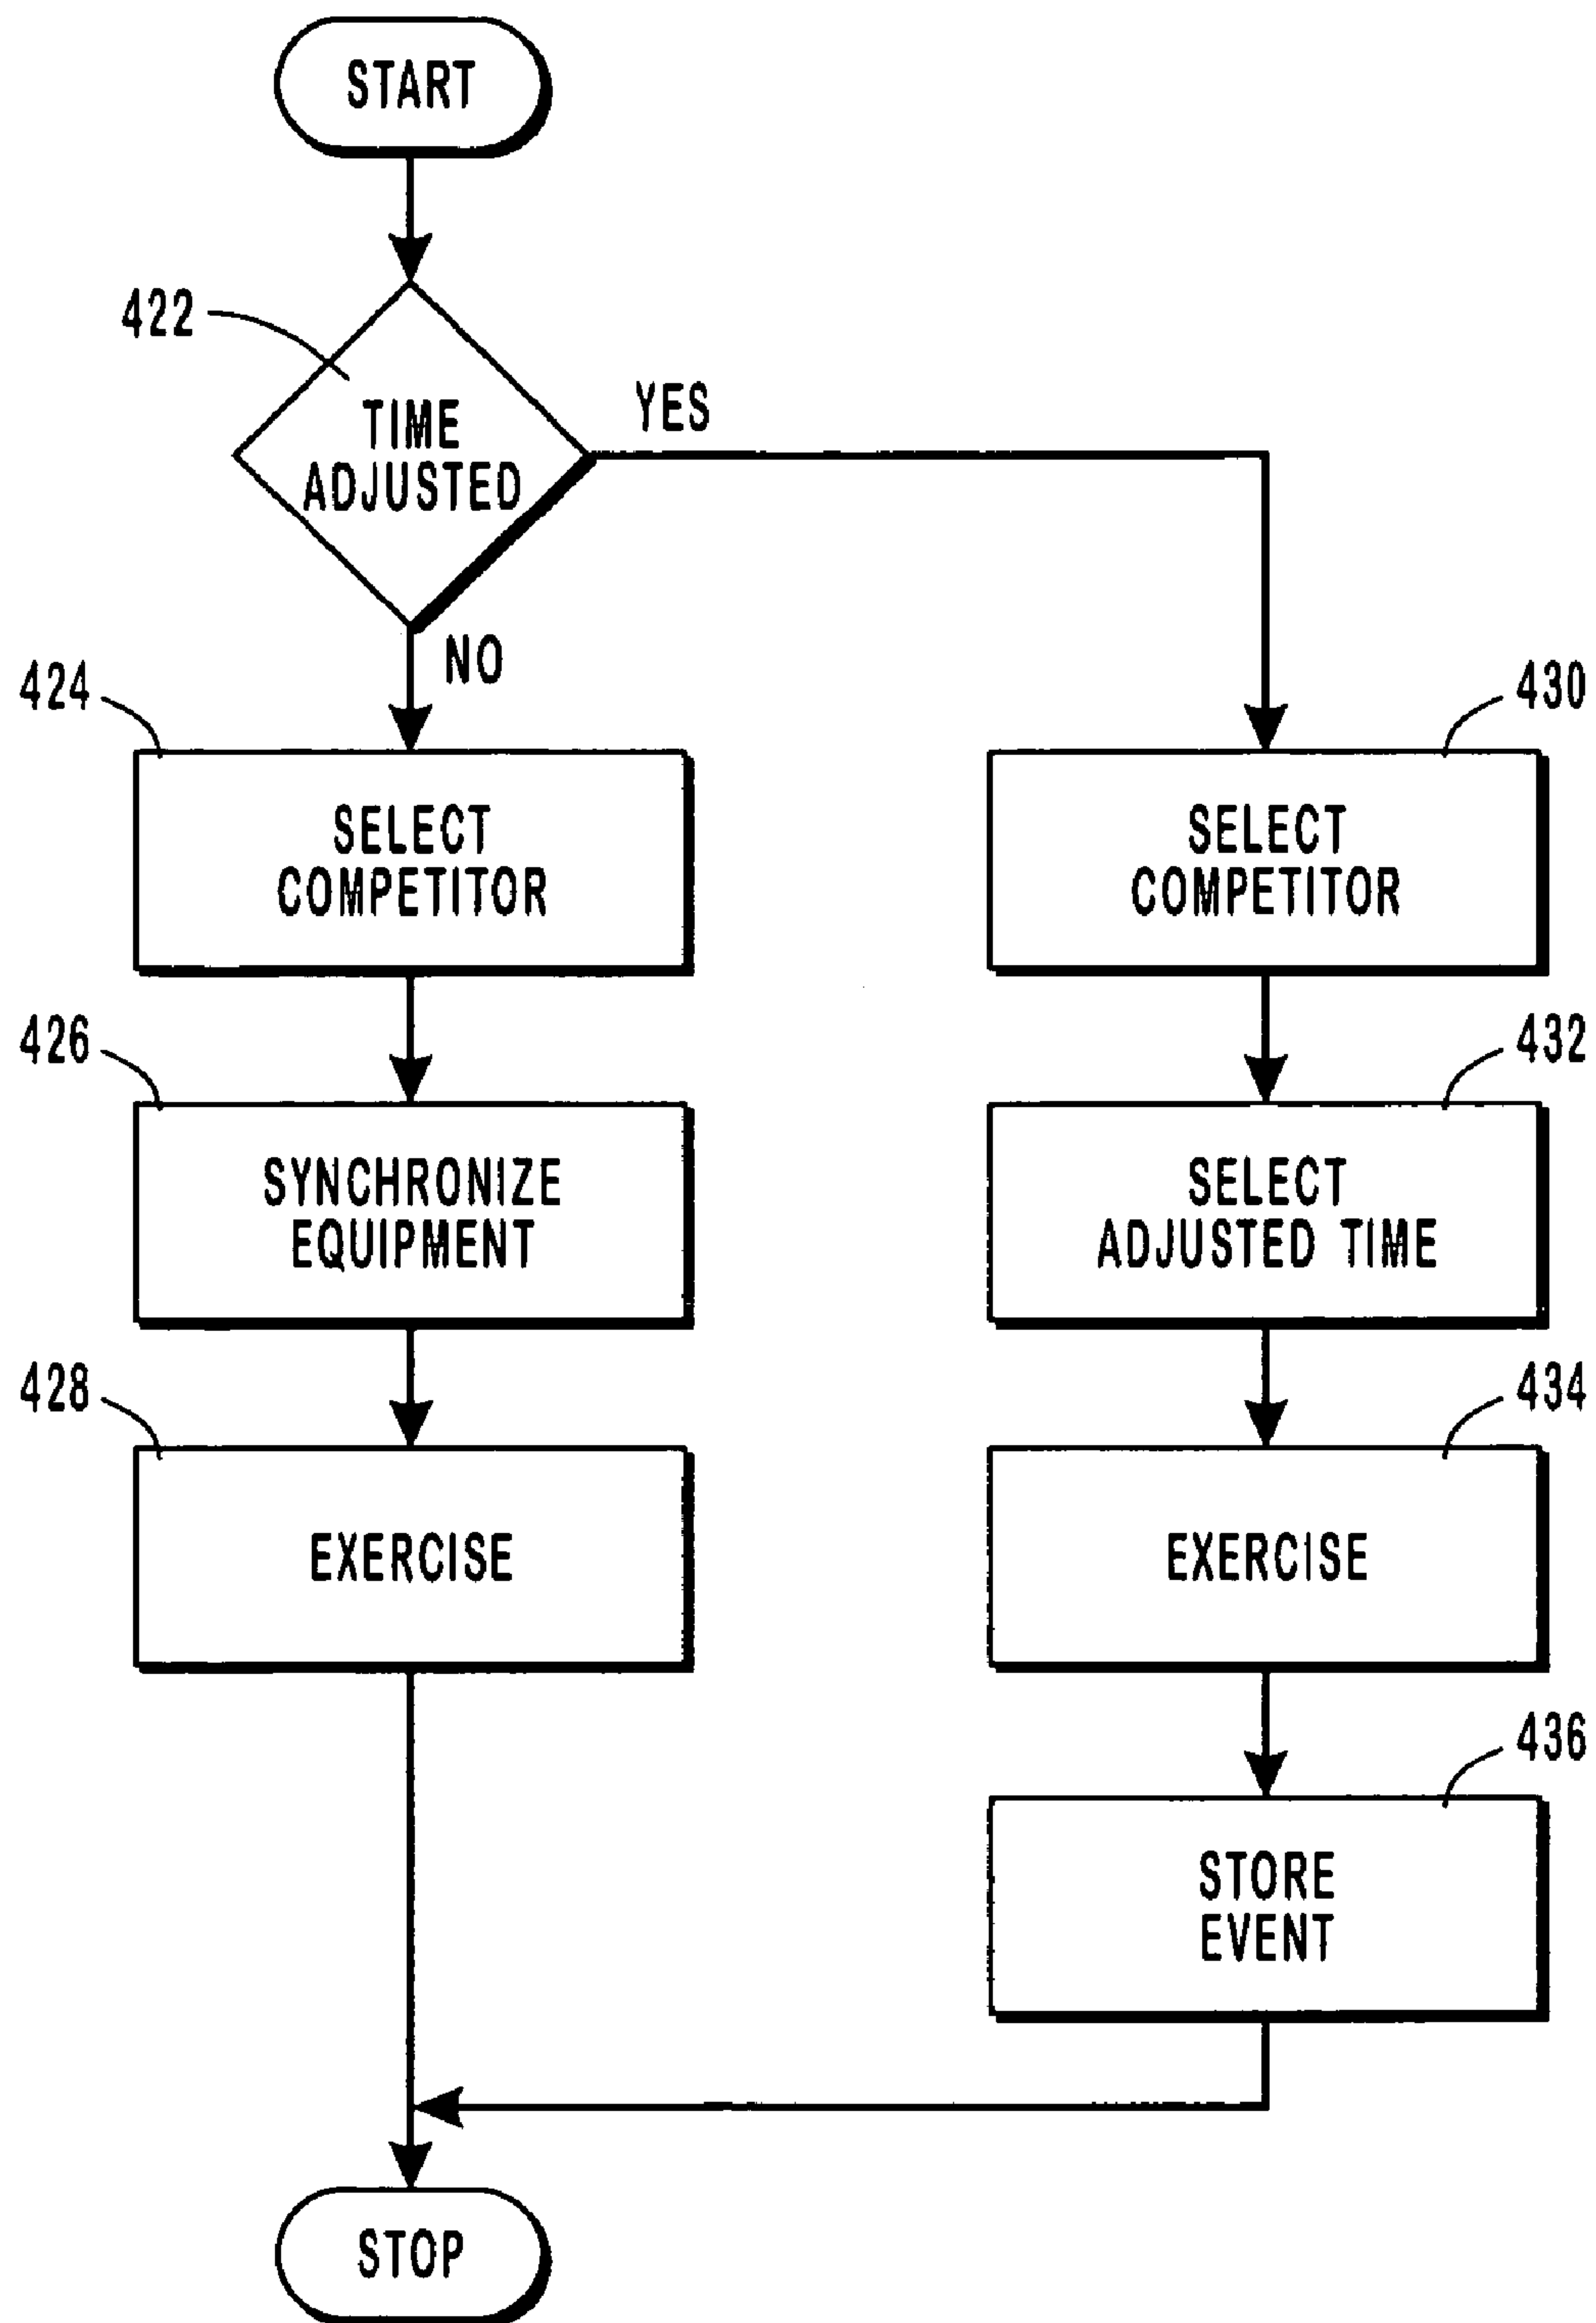 START
422
TIME
ADJUSTED
YES
NO
424
SELECT
COMPETITOR
430
SELECT
COMPETITOR
426
SYNCHRONIZE
EQUIPMENT
432
SELECT
ADJUSTED TIME
428
EXERCISE
434
EXERCISE
436
STORE
EVENT
STOP